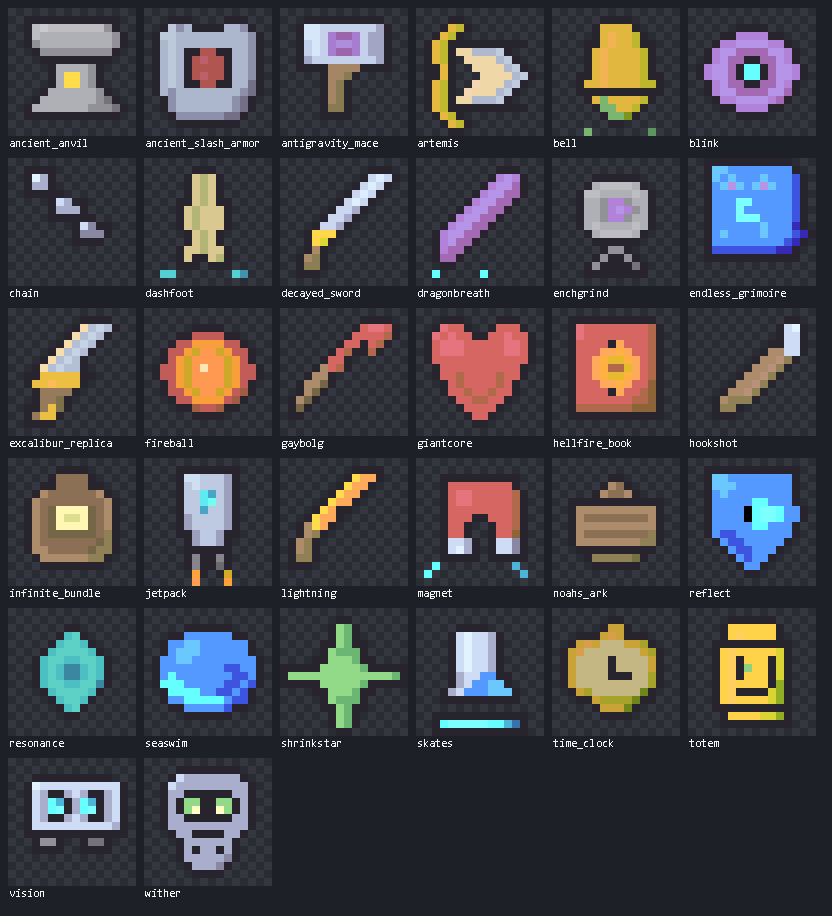 ancient_anvil
ancient_slash_armor
antigravity_mace
artemis
bell
blink
chain
dashfoot
decayed_sword
dragonbreath
enchgrind
endless_grimoire
excalibur_replica
fireball
gaybolg
giantcore
hellfire_book
hookshot
infinite_bundle
jetpack
lightning
magnet
noahs_ark
reflect
resonance
seaswim
shrinkstar
skates
time_clock
totem
vision
wither